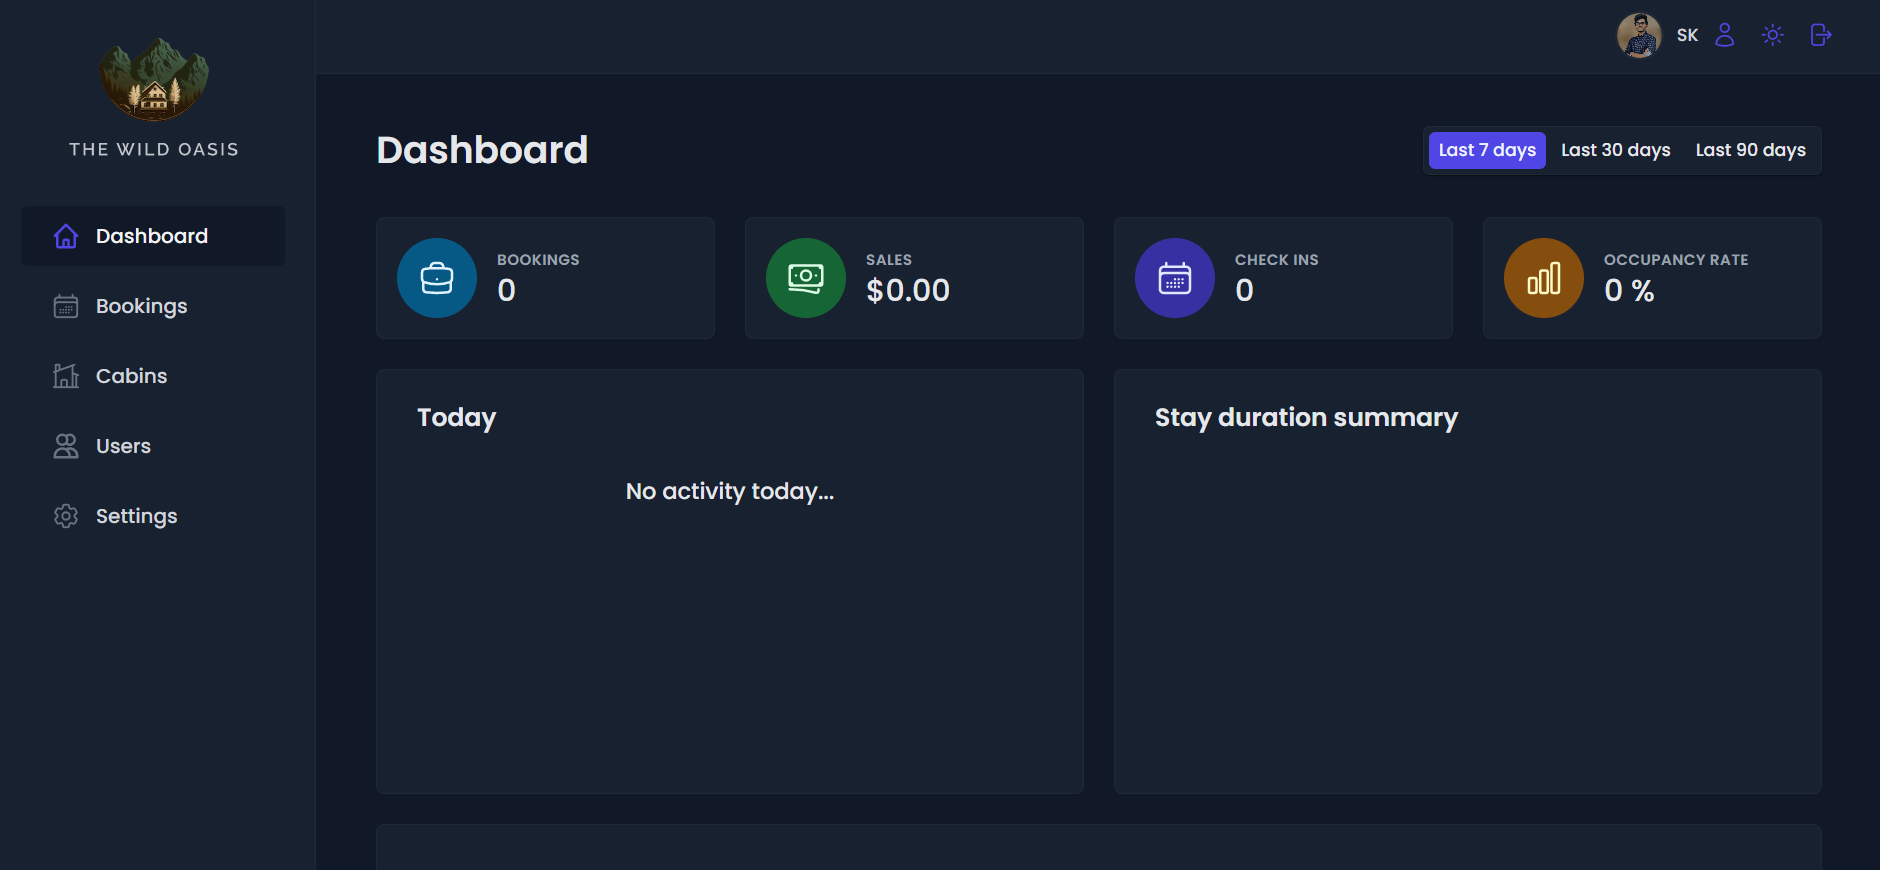 THE WILD OASIS
Dashboard
Bookings
Cabins
Users
Settings
SK
Dashboard
Last 7 days
Last 30 days
Last 90 days
BOOKINGS
0
SALES
$0.00
CHECK INS
0
OCCUPANCY RATE
0 %
Today
No activity today...
Stay duration summary